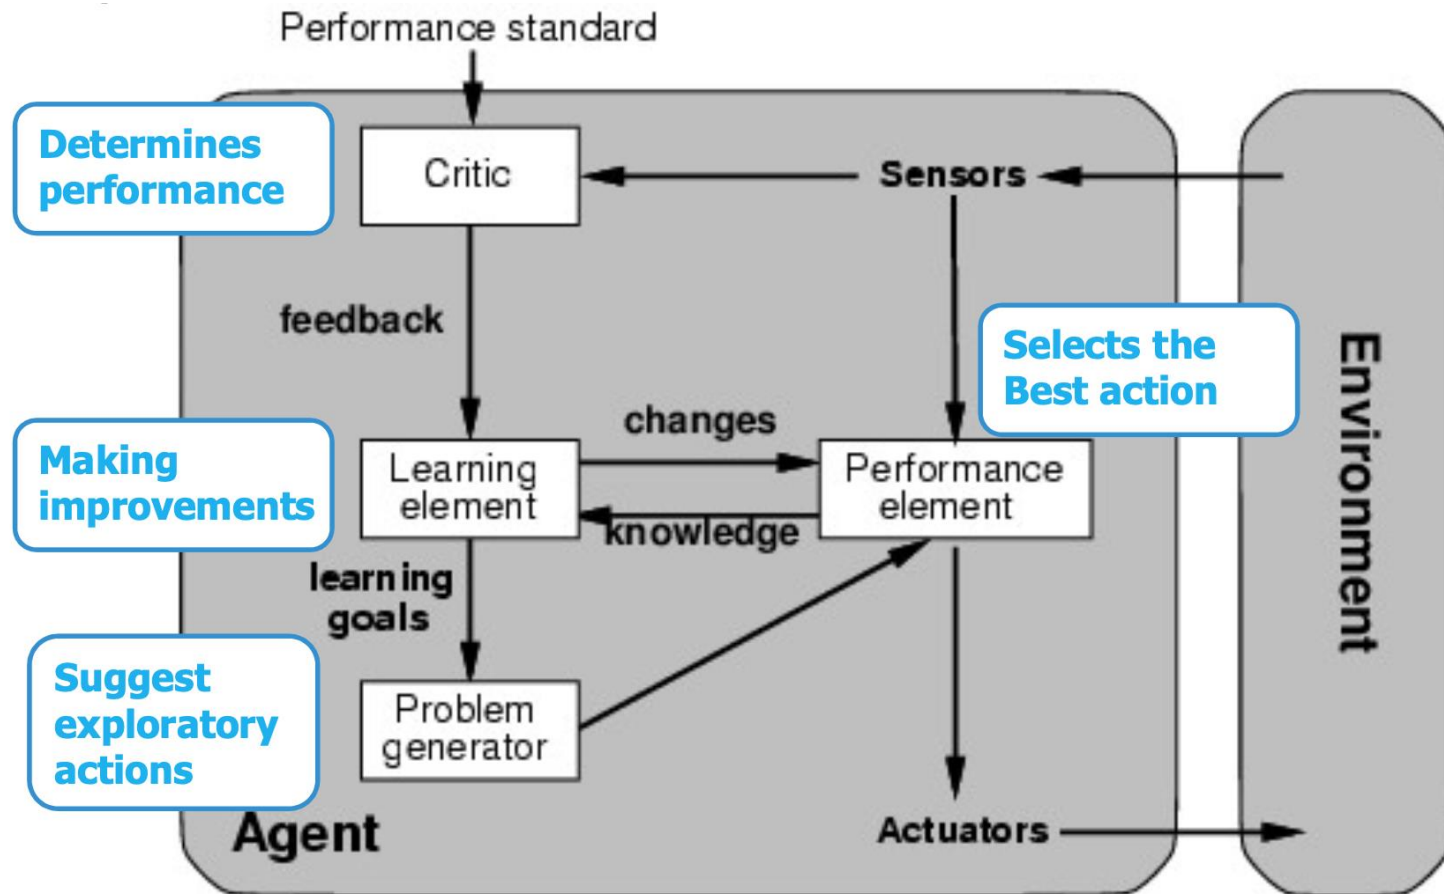 Performance standard
Determines
performance
Critic
Sensors
feedback
Selects the
Best action
changes
Making
improvements
Learning
element
Performance
element
knowledge
learning
goals
Suggest
exploratory
actions
Problem
generator
Agent
Actuators
Environment